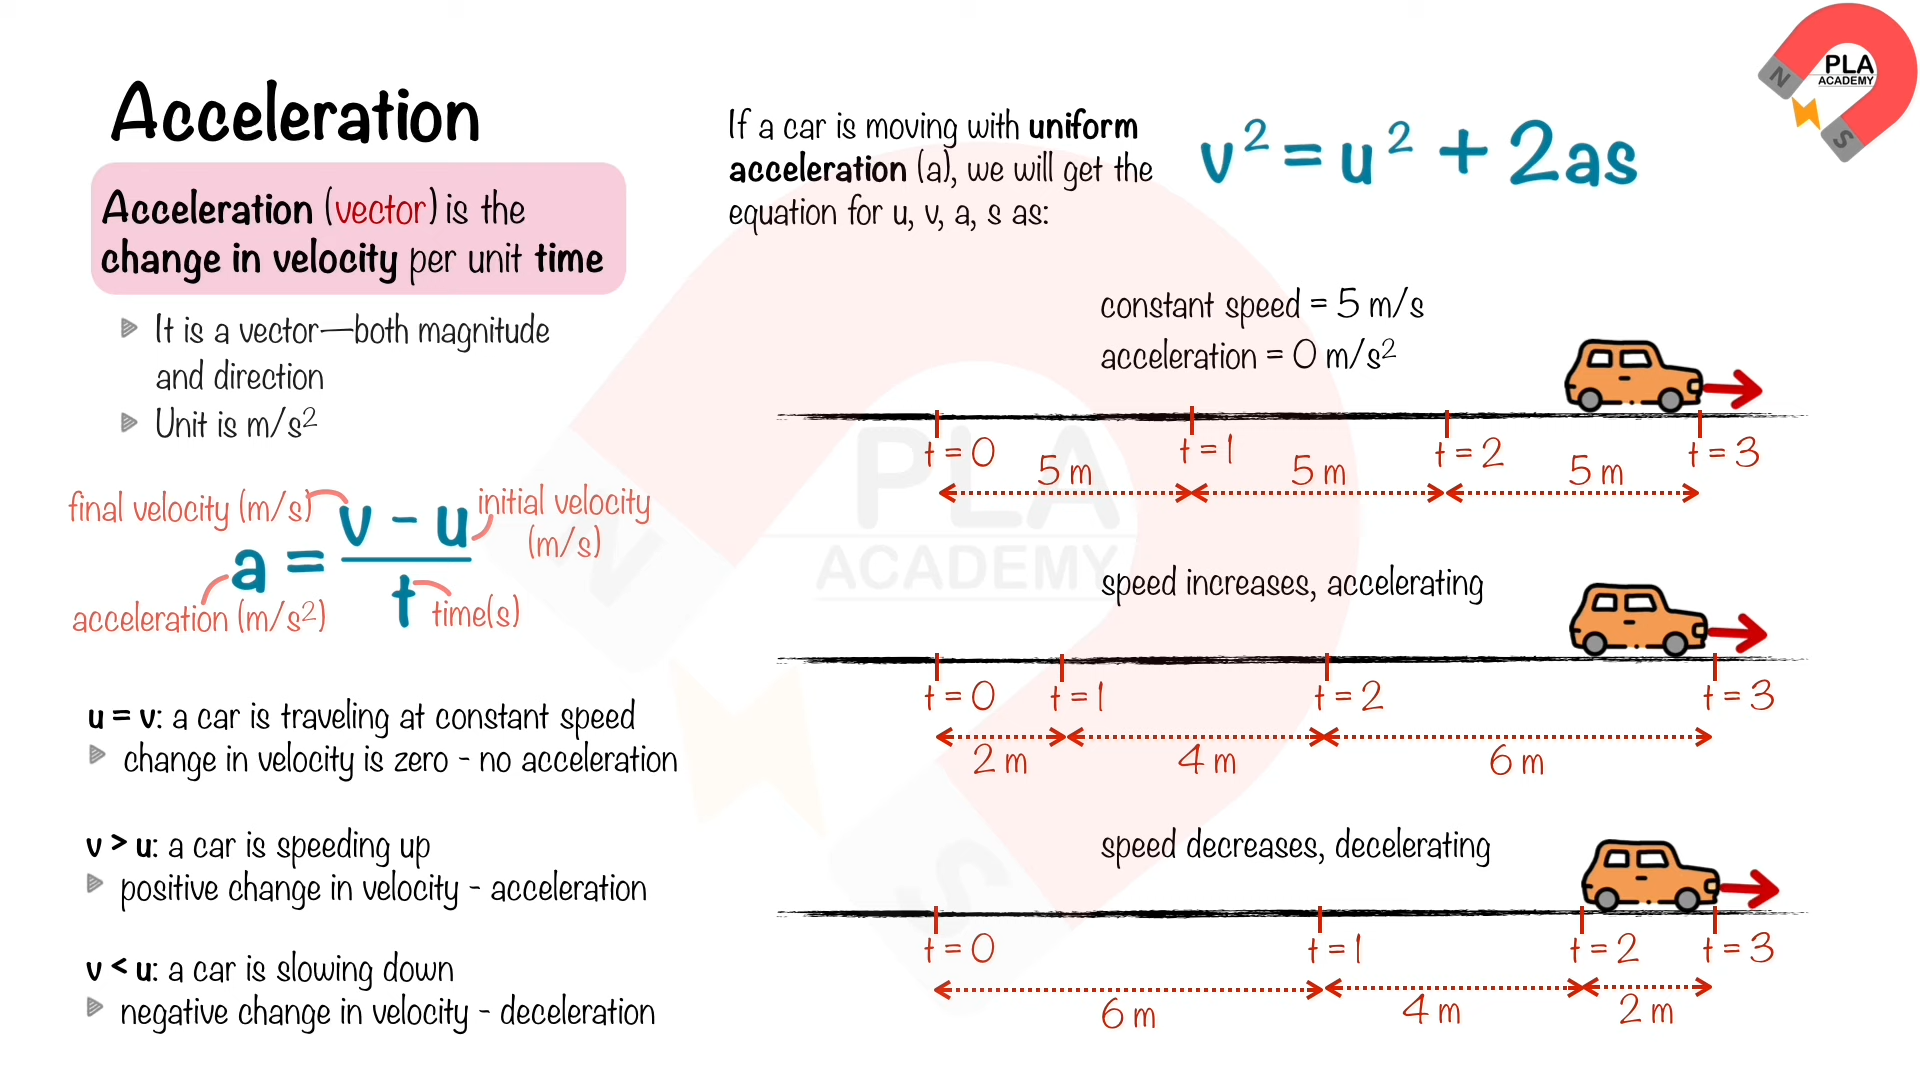 Acceleration
Acceleration (vector) is the
change in velocity per unit time
It is a vector—both magnitude
and direction
Unit is m/s²
final velocity (m/s)
initial velocity
(m/s)
a = v - u
t
acceleration (m/s²)
time(s)
u = v: a car is traveling at constant speed
change in velocity is zero - no acceleration
v > u: a car is speeding up
positive change in velocity - acceleration
v < u: a car is slowing down
negative change in velocity - deceleration
If a car is moving with uniform
acceleration (a), we will get the
equation for u, v, a, s as:
v² = u² + 2as
N
PLA
ACADEMY
S
constant speed = 5 m/s
acceleration = 0 m/s²
t = 0 t = 1 t = 2 t = 3
5 m 5 m 5 m
speed increases, accelerating
t = 0 t = 1 t = 2 t = 3
2 m 4 m 6 m
speed decreases, decelerating
t = 0 t = 1 t = 2 t = 3
6 m 4 m 2 m
PLA
ACADEMY
N
S